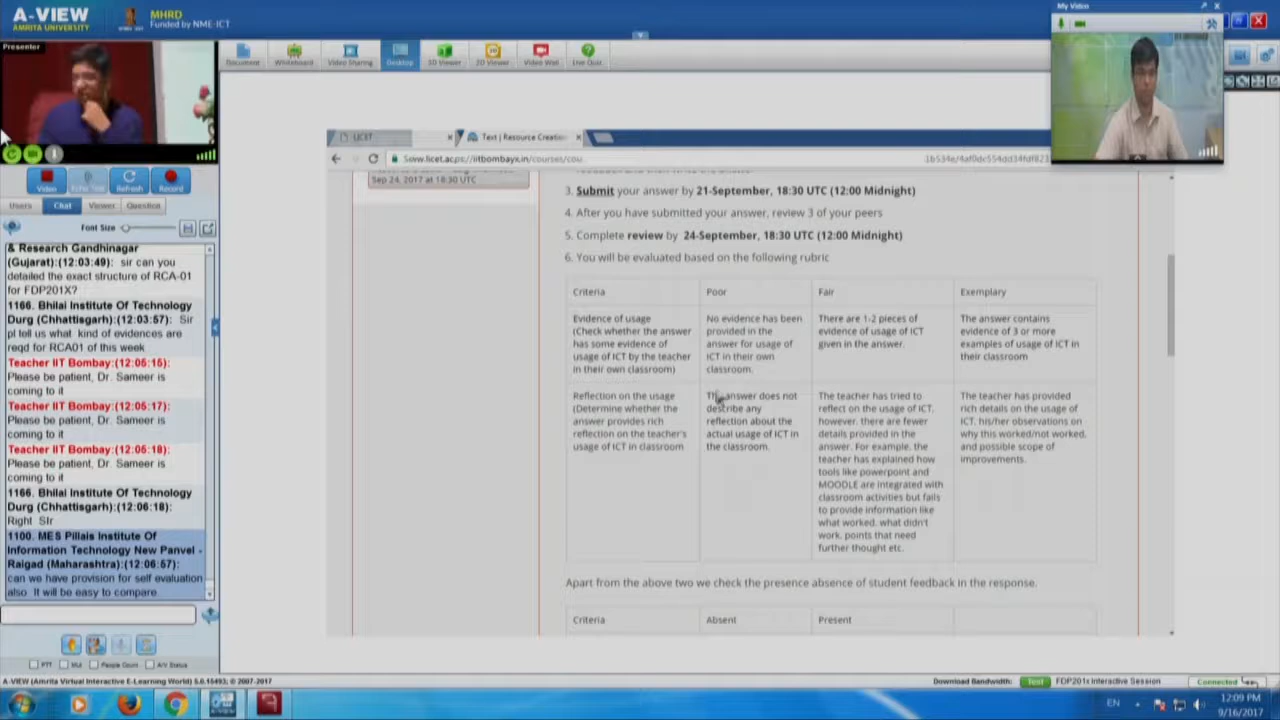 A-VIEW
AMRITA UNIVERSITY
MHRD
Funded by NME-ICT
My Video
Presenter
Document
Whiteboard
Video Sharing
Desktop
3D Viewer
2D Viewer
Video Wall
Live Quiz
Video
Refresh
Record
Users
Chat
Viewer
Question
Font Size
& Research Gandhinagar
(Gujarat):(12:03:49): sir can you
detailed the exact structure of RCA-01
for FDP201X?
1166. Bhilai Institute Of Technology
Durg (Chhattisgarh):(12:03:57): Sir
pl tell us what kind of evidences are
reqd for RCA01 of this week
Teacher IIT Bombay:(12:05:15):
Please be patient, Dr. Sameer is
coming to it
Teacher IIT Bombay:(12:05:17):
Please be patient, Dr. Sameer is
coming to it
Teacher IIT Bombay:(12:05:18):
Please be patient, Dr. Sameer is
coming to it
1166. Bhilai Institute Of Technology
Durg (Chhattisgarh):(12:06:18):
Right SIr
1100. MES Pillais Institute Of
Information Technology New Panvel -
Raigad (Maharashtra):(12:06:57):
can we have provision for self evaluation
also It will be easy to compare
PTT
Mut
People Count
A/V Status
LICET
Text | Resource Creation
Sep 24, 2017 at 18:30 UTC
3. Submit your answer by 21-September, 18:30 UTC (12:00 Midnight)
4. After you have submitted your answer, review 3 of your peers
5. Complete review by 24-September, 18:30 UTC (12:00 Midnight)
6. You will be evaluated based on the following rubric
Criteria
Poor
Fair
Exemplary
Evidence of usage
(Check whether the answer
has some evidence of
usage of ICT by the teacher
in their own classroom)
No evidence has been
provided in the
answer for usage of
ICT in their own
classroom.
There are 1-2 pieces of
evidence of usage of ICT
given in the answer.
The answer contains
evidence of 3 or more
examples of usage of ICT in
their classroom
Reflection on the usage
(Determine whether the
answer provides rich
reflection on the teacher's
usage of ICT in classroom
The answer does not
describe any
reflection about the
actual usage of ICT in
the classroom.
The teacher has tried to
reflect on the usage of ICT,
however, there are fewer
details provided in the
answer. For example, the
teacher has explained how
tools like powerpoint and
MOODLE are integrated with
classroom activities but fails
to provide information like
what worked, what didn't
work, points that need
further thought etc.
The teacher has provided
rich details on the usage of
ICT, his/her observations on
why this worked/not worked,
and possible scope of
improvements.
Apart from the above two we check the presence absence of student feedback in the response.
Criteria
Absent
Present
A-VIEW (Amrita Virtual Interactive E-Learning World) 5.0.15493; © 2007-2017
Download Bandwidth:
Test
FDP201x Interactive Session
Connected
EN
12:09 PM
9/16/2017